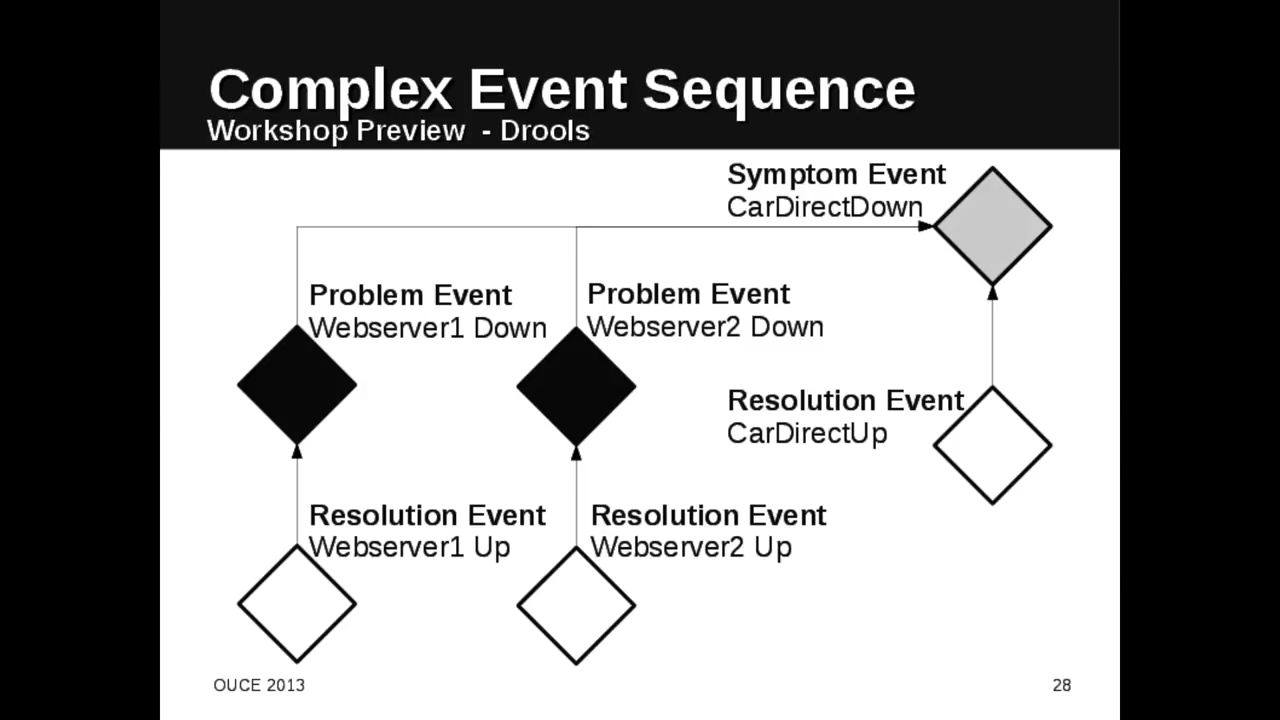 Complex Event Sequence
Workshop Preview - Drools
Symptom Event
CarDirectDown
Problem Event
Webserver1 Down
Problem Event
Webserver2 Down
Resolution Event
CarDirectUp
Resolution Event
Webserver1 Up
Resolution Event
Webserver2 Up
OUCE 2013
28